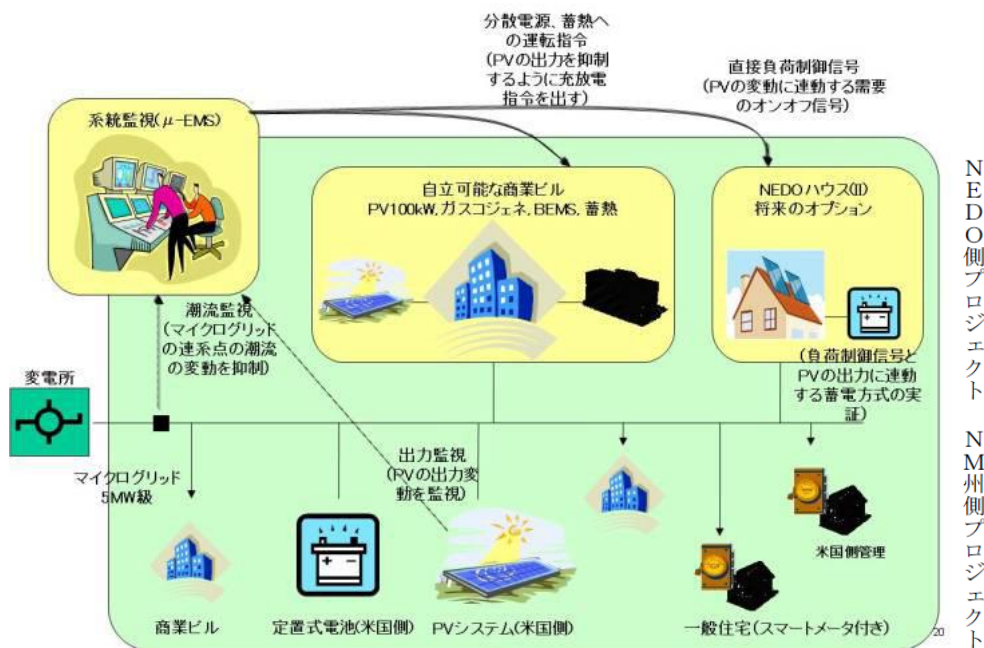 分散電源、蓄熱へ
の運転指令
(PVの出力を抑制
するように充放電
指令を出す)
直接負荷制御信号
(PVの変動に連動する需要
のオンオフ信号)
系統監視(μ-EMS)
自立可能な商業ビル
PV100kW,ガスコジェネ,BEMS,蓄熱
NEDOハウス(II)
将来のオプション
潮流監視
(マイクログリッド
の連系点の潮流
の変動を抑制)
(負荷制御信号と
PVの出力に連動
する蓄電方式の実
証)
変電所
マイクログリッド
5MW級
出力監視
(PVの出力変
動を監視)
米国側管理
商業ビル
定置式電池(米国側)
PVシステム(米国側)
一般住宅(スマートメータ付き)
20
NEDO側プロジェクト
NM州側プロジェクト